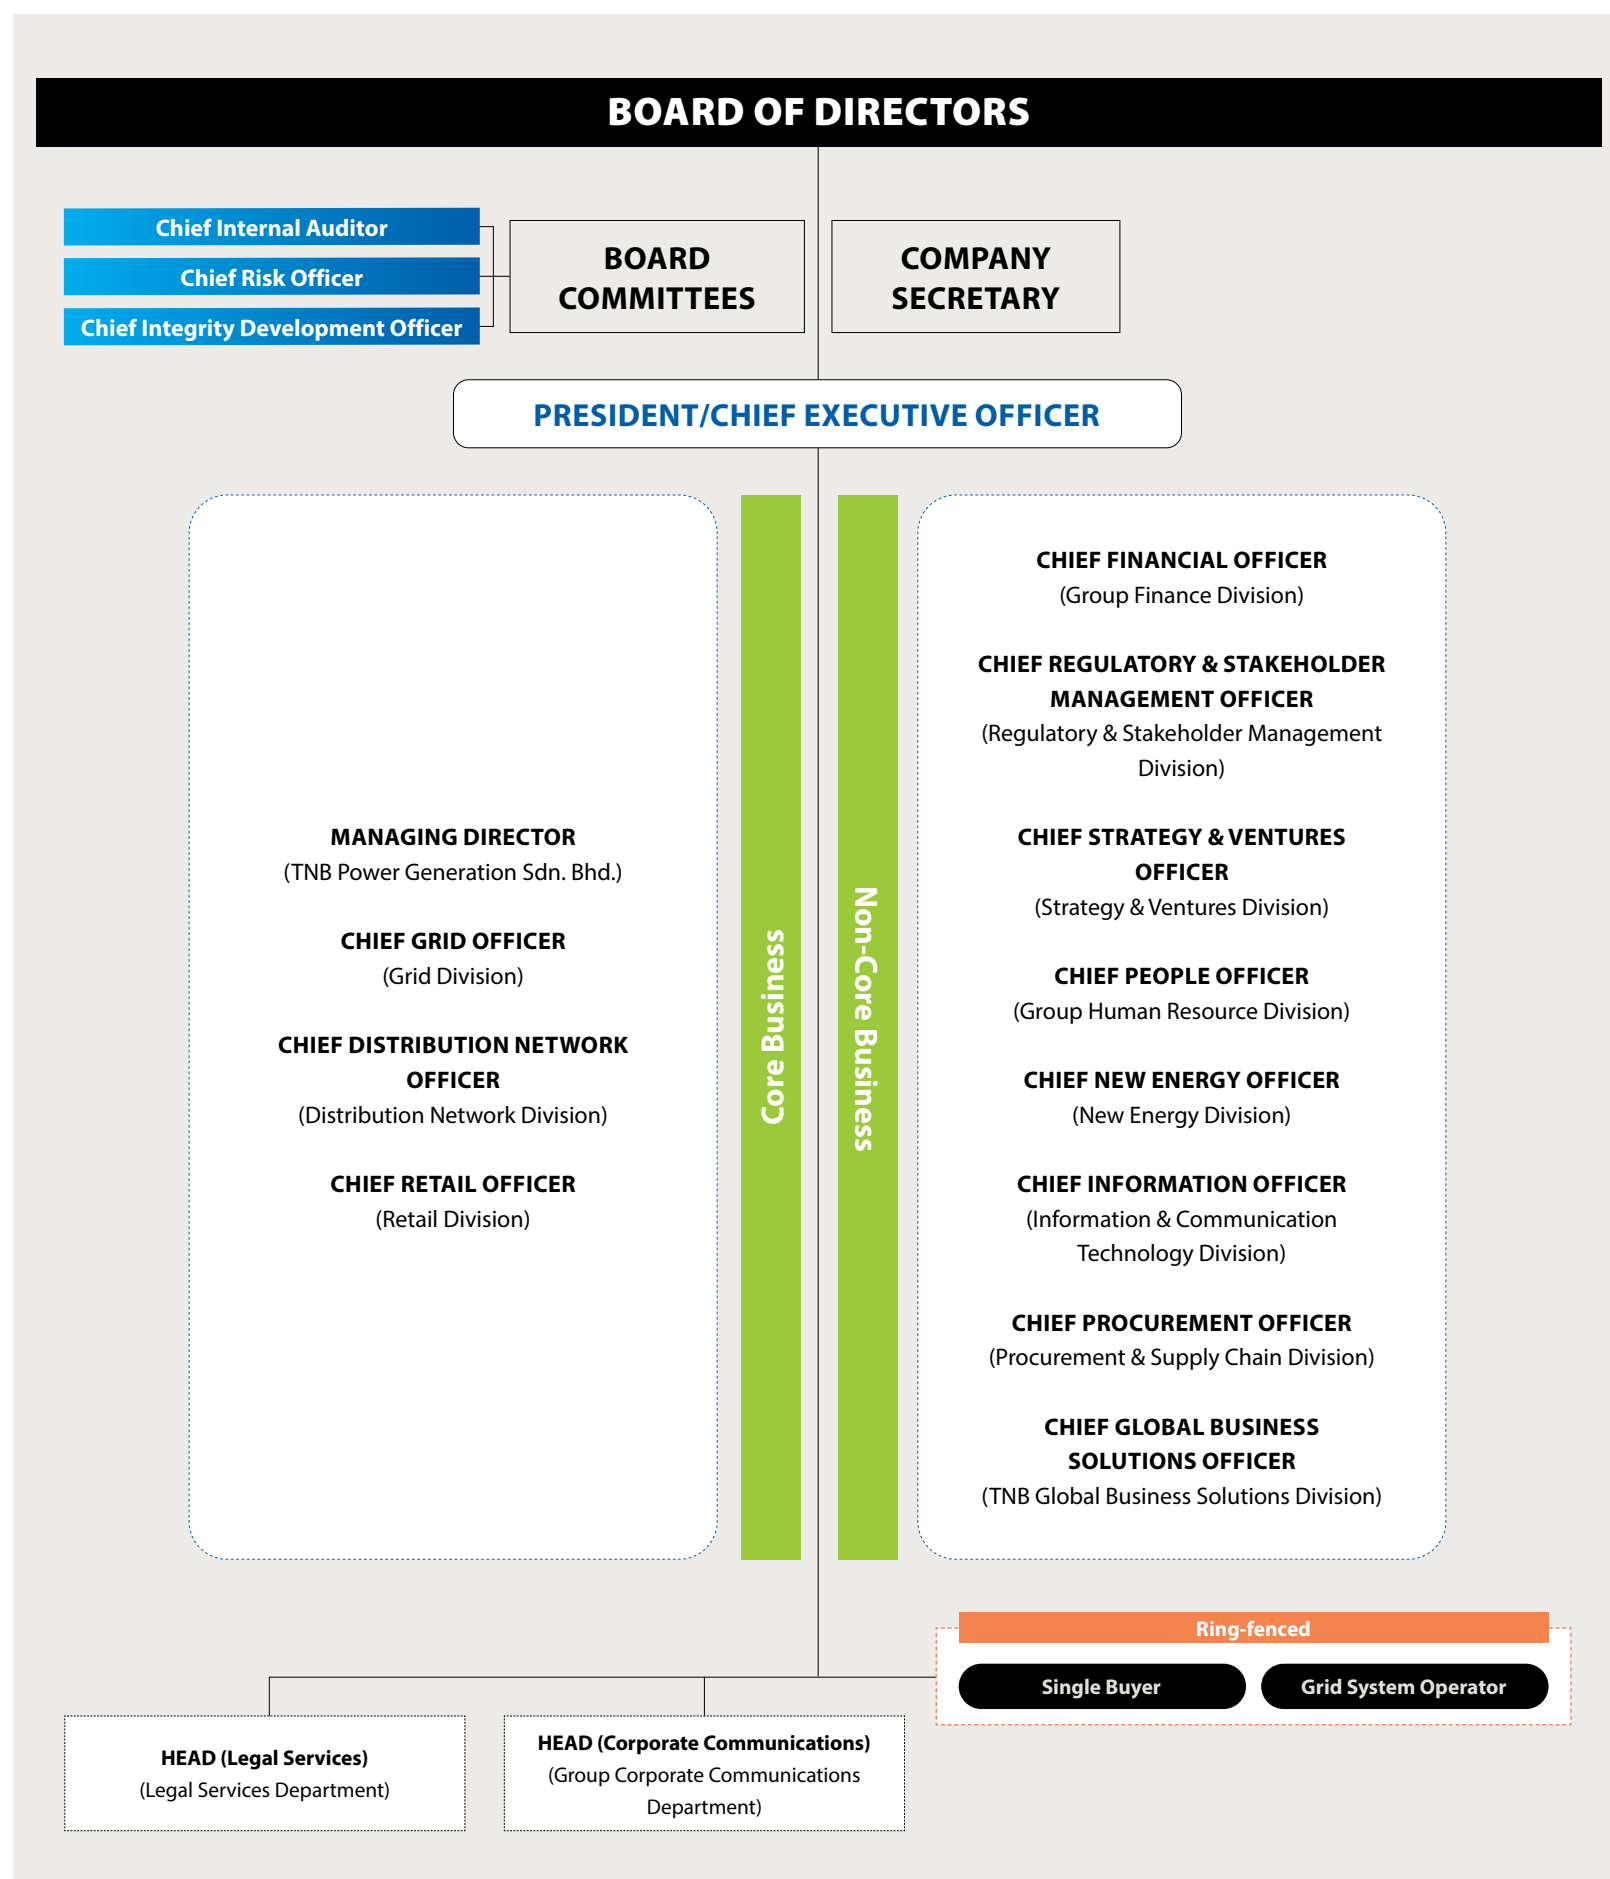 BOARD OF DIRECTORS
Chief Internal Auditor
Chief Risk Officer
Chief Integrity Development Officer
BOARD
COMMITTEES
COMPANY
SECRETARY
PRESIDENT/CHIEF EXECUTIVE OFFICER
MANAGING DIRECTOR
(TNB Power Generation Sdn. Bhd.)
CHIEF GRID OFFICER
(Grid Division)
CHIEF DISTRIBUTION NETWORK
OFFICER
(Distribution Network Division)
CHIEF RETAIL OFFICER
(Retail Division)
Core Business
Non-Core Business
CHIEF FINANCIAL OFFICER
(Group Finance Division)
CHIEF REGULATORY & STAKEHOLDER
MANAGEMENT OFFICER
(Regulatory & Stakeholder Management
Division)
CHIEF STRATEGY & VENTURES
OFFICER
(Strategy & Ventures Division)
CHIEF PEOPLE OFFICER
(Group Human Resource Division)
CHIEF NEW ENERGY OFFICER
(New Energy Division)
CHIEF INFORMATION OFFICER
(Information & Communication
Technology Division)
CHIEF PROCUREMENT OFFICER
(Procurement & Supply Chain Division)
CHIEF GLOBAL BUSINESS
SOLUTIONS OFFICER
(TNB Global Business Solutions Division)
Ring-fenced
Single Buyer
Grid System Operator
HEAD (Legal Services)
(Legal Services Department)
HEAD (Corporate Communications)
(Group Corporate Communications
Department)